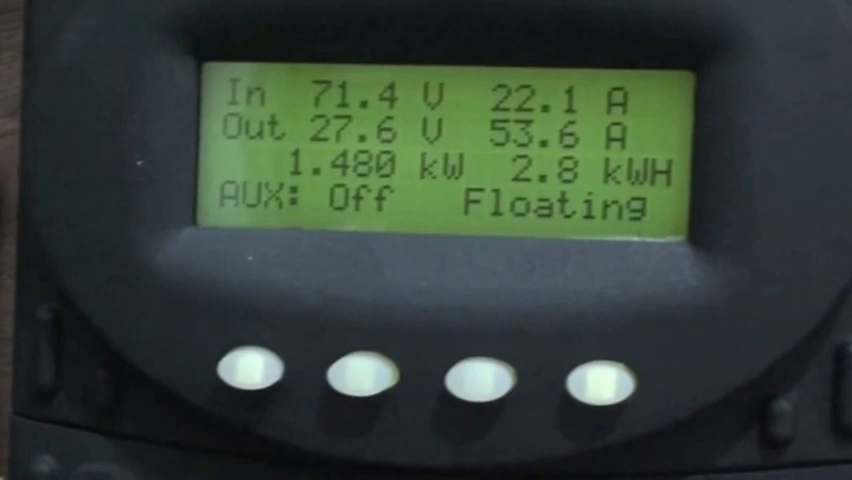 In 71.4 V 22.1 A
Out 27.6 V 53.6 A
1.480 kW 2.8 kWH
AUX: Off Floating